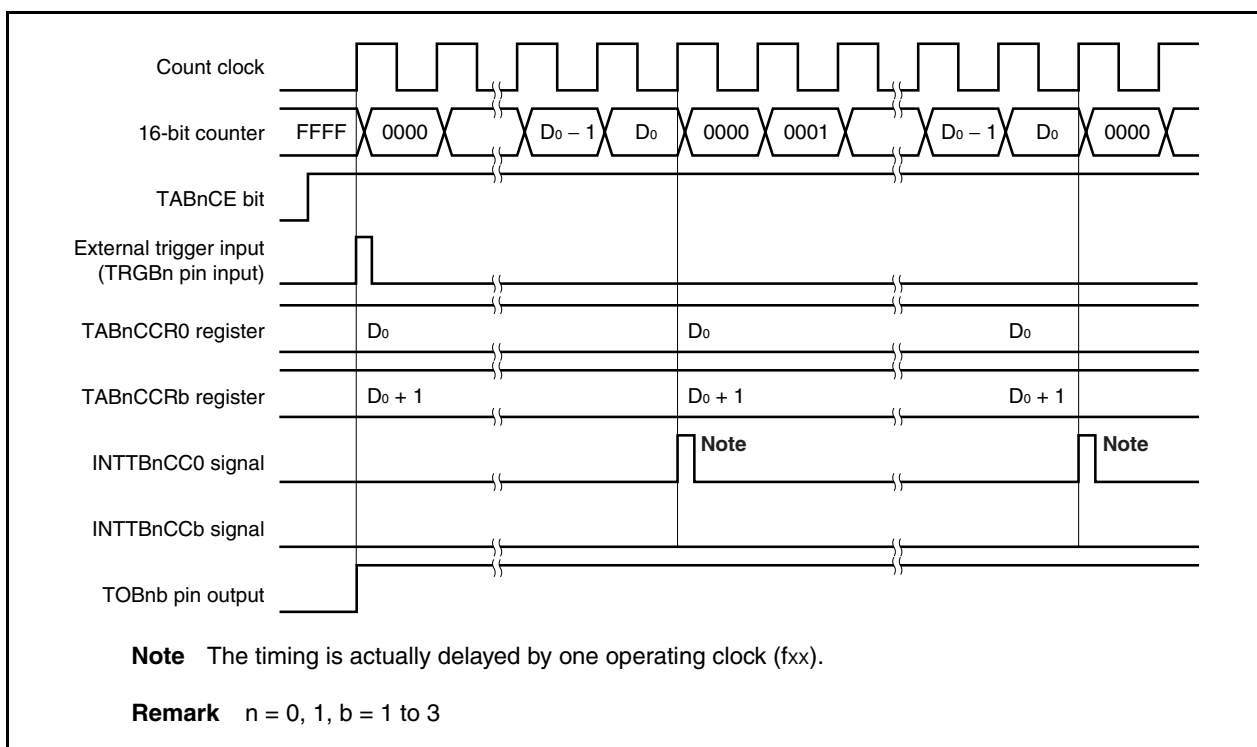 Count clock
16-bit counter FFFF 0000 D₀ − 1 D₀ 0000 0001 D₀ − 1 D₀ 0000
TABnCE bit
External trigger input
(TRGBn pin input)
TABnCCR0 register D₀ D₀ D₀
TABnCCRb register D₀ + 1 D₀ + 1 D₀ + 1
INTTBnCC0 signal Note Note
INTTBnCCb signal
TOBnb pin output
Note The timing is actually delayed by one operating clock (fxx).
Remark n = 0, 1, b = 1 to 3